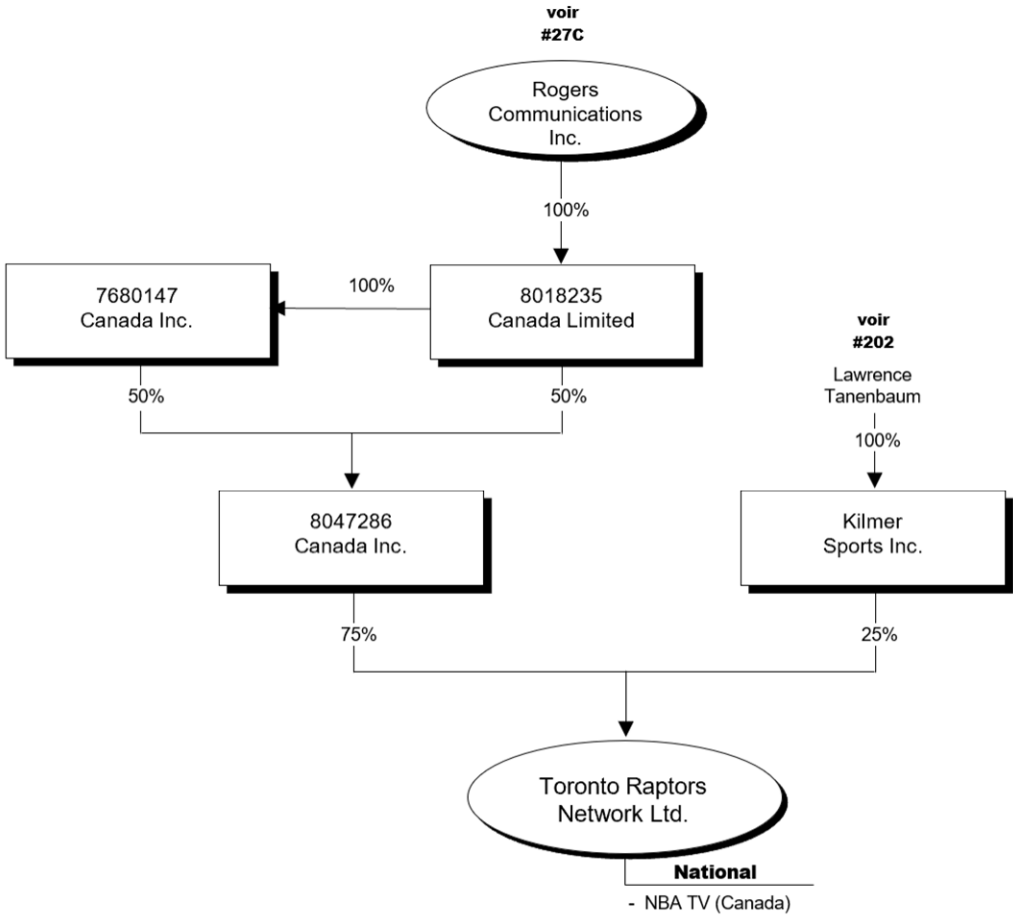 voir
#27C
Rogers
Communications
Inc.
100%
7680147
Canada Inc.
100%
8018235
Canada Limited
voir
#202
Lawrence
Tanenbaum
50%
50%
100%
8047286
Canada Inc.
Kilmer
Sports Inc.
75%
25%
Toronto Raptors
Network Ltd.
National
- NBA TV (Canada)